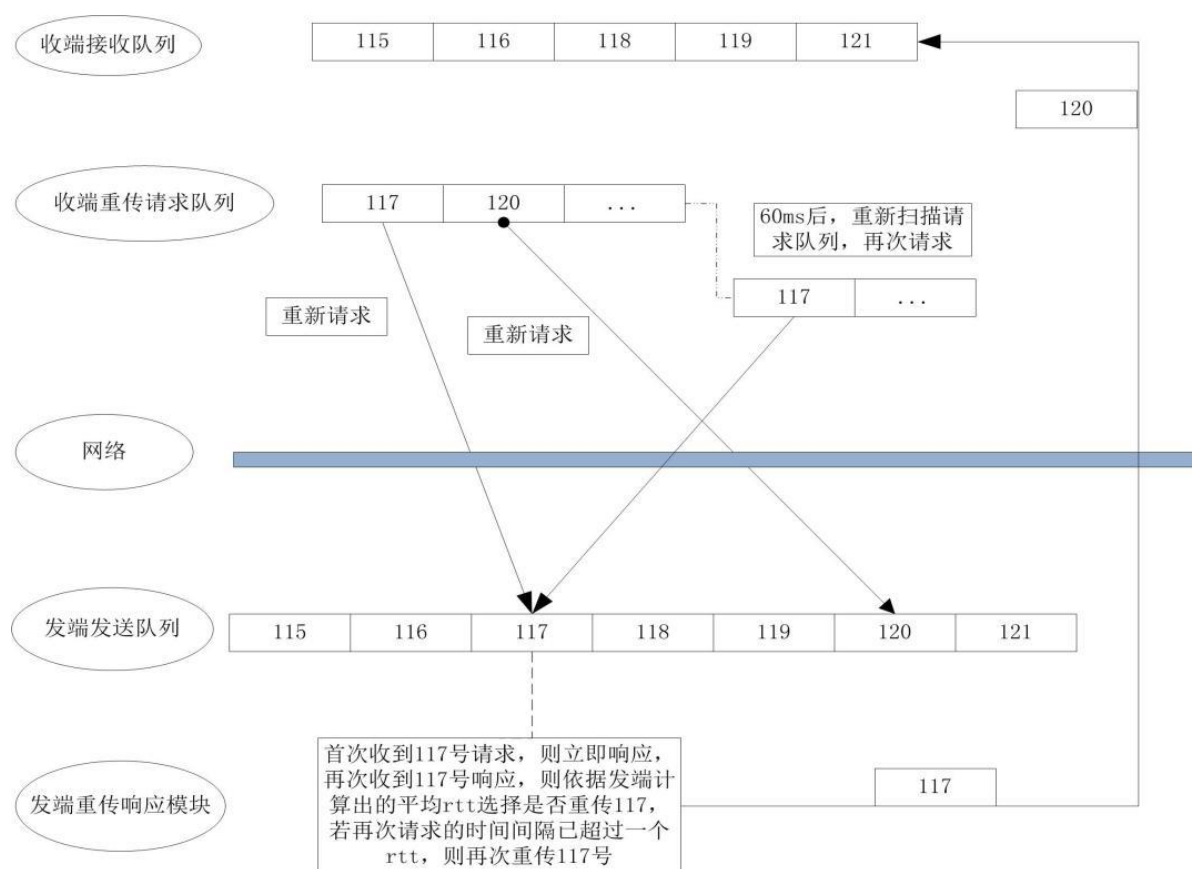 收端接收队列
115 116 118 119 121
120
收端重传请求队列
117 120 ...
60ms后，重新扫描请
求队列，再次请求
117 ...
重新请求
重新请求
网络
发端发送队列
115 116 117 118 119 120 121
发端重传响应模块
首次收到117号请求，则立即响应，
再次收到117号响应，则依据发端计
算出的平均rtt选择是否重传117，
若再次请求的时间间隔已超过一个
rtt，则再次重传117号
117